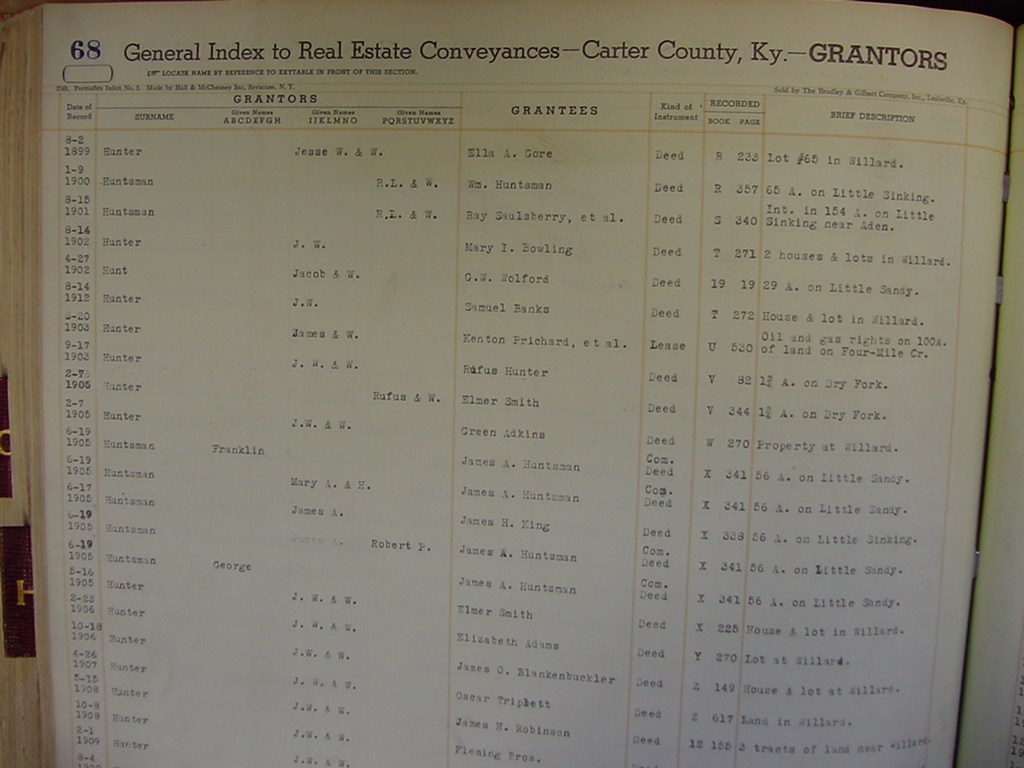 68 General Index to Real Estate Conveyances—Carter County, Ky.—GRANTORS
LOCATE NAME BY REFERENCE TO KEYTABLE IN FRONT OF THIS SECTION.
Permadex Index No. 3. Made by Hall & McChesney Inc, Syracuse, N. Y. Sold by The Bradley & Gilbert Company, Inc., Louisville, Ky.
Date of Record GRANTORS GRANTEES Kind of Instrument RECORDED BRIEF DESCRIPTION
SURNAME Given Names ABCDEFGH Given Names IJKLMNO Given Names PQRSTUVWXYZ BOOK PAGE
8-2 1899 Hunter Jesse W. & W. Ella A. Gore Deed R 233 Lot #65 in Willard.
1-9 1900 Huntsman R.L. & W. Wm. Huntsman Deed R 357 65 A. on Little Sinking.
8-15 1901 Huntsman R.L. & W. Ray Saulsberry, et al. Deed S 340 Int. in 154 A. on Little Sinking near Aden.
8-14 1902 Hunter J. W. Mary I. Bowling Deed T 271 2 houses & lots in Willard.
4-27 1902 Hunt Jacob & W. G.W. Wolford Deed 19 19 29 A. on Little Sandy.
8-14 1912 Hunter J.W. Samuel Banks Deed T 272 House & lot in Willard.
1903 Hunter James & W. Kenton Prichard, et al. Lease U 530 Oil and gas rights on 100A. of land on Four-Mile Cr.
9-17 1903 Hunter J. W. & W. Rufus Hunter Deed V 82 A. on Dry Fork.
2-7 1905 Hunter Rufus & W. Elmer Smith Deed V 344 A. on Dry Fork.
2-7 1905 Hunter J.W. & W. Green Adkins Deed W 270 Property at Willard.
6-19 1905 Huntsman Franklin James A. Huntsman Com. Deed X 341 56 A. on Little Sandy.
6-19 1905 Huntsman Mary A. & H. James A. Huntsman Com. Deed X 341 56 A. on Little Sandy.
6-17 1905 Huntsman James A. James H. King Deed X 338 56 A. on Little Sinking.
6-19 1905 Huntsman Robert P. James A. Huntsman Com. Deed X 341 56 A. on Little Sandy.
6-19 1905 Huntsman George James A. Huntsman Com. Deed X 341 56 A. on Little Sandy.
5-16 1905 Hunter J. W. & W. Elmer Smith Deed X 225 House & lot in Willard.
2-23 1906 Hunter J. W. & W. Elizabeth Adams Deed Y 270 Lot at Willard.
10-18 1906 Hunter J.W. & W. James O. Blankenbuckler Deed Z 149 House & lot at Willard.
4-26 1907 Hunter J. W. & W. Oscar Triplett Deed Z 617 Land in Willard.
1908 Hunter J.W. & W. James H. Robinson Deed 12 155 3 tracts of land near Willard.
10-8 1908 Hunter J.W. & W. Fleming Bros.
2-1 1909 Hunter J.W. & W.
8-4